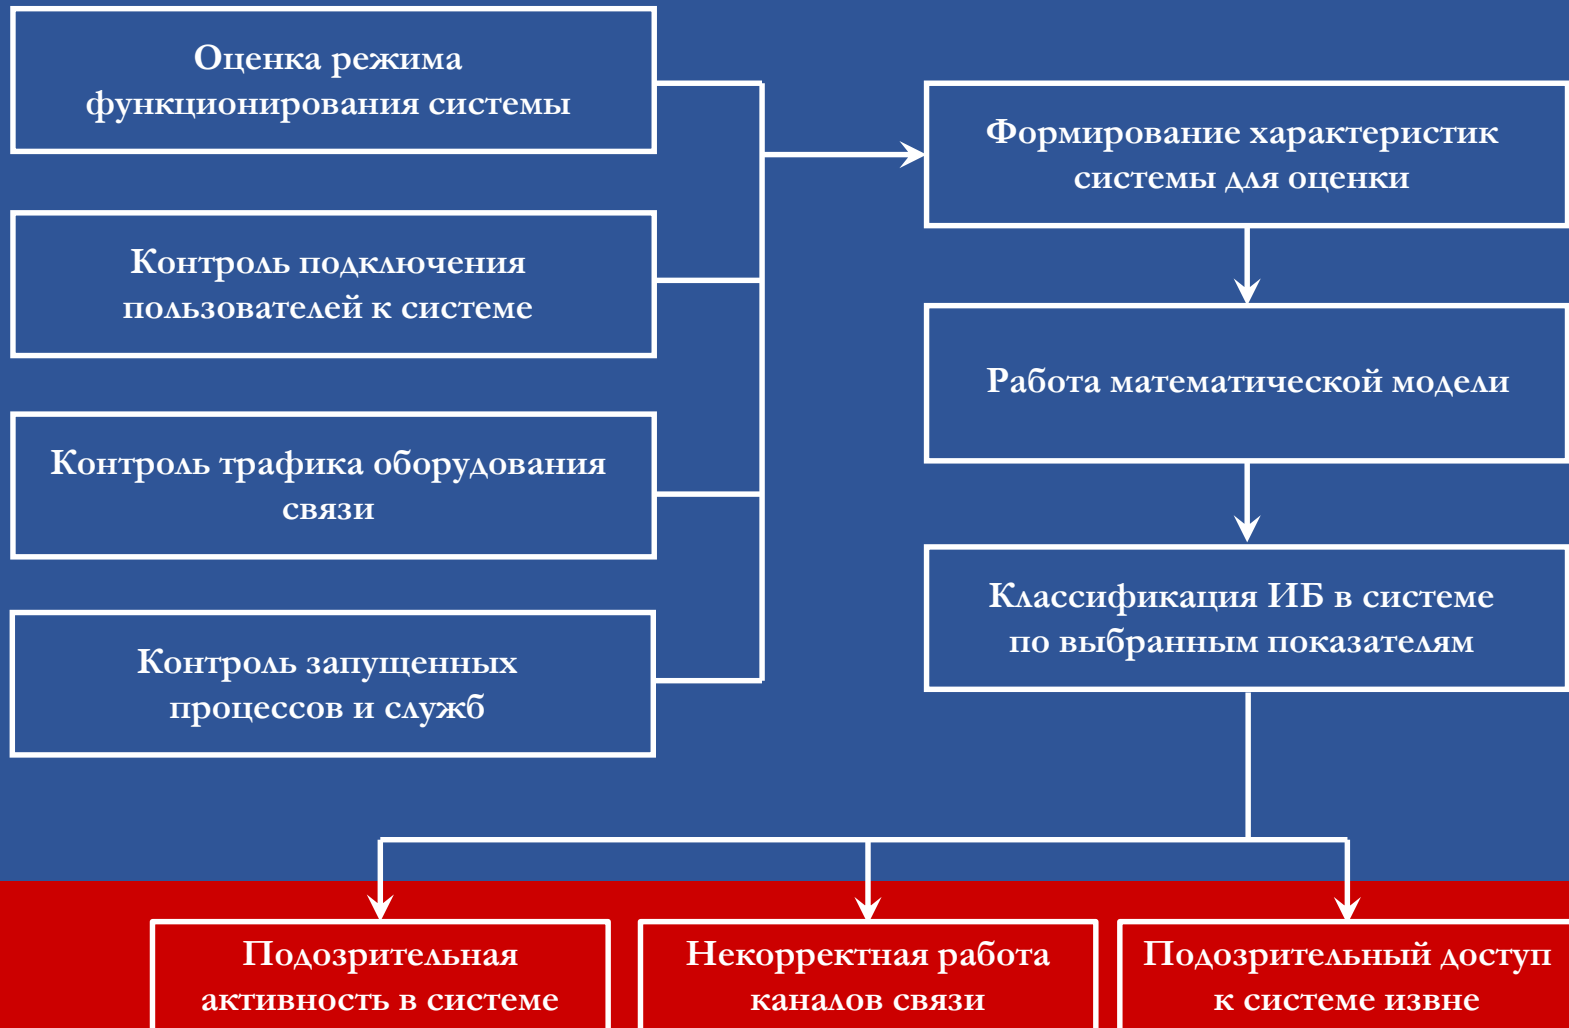 Оценка режима
функционирования системы
Контроль подключения
пользователей к системе
Контроль трафика оборудования
связи
Контроль запущенных
процессов и служб
Формирование характеристик
системы для оценки
Работа математической модели
Классификация ИБ в системе
по выбранным показателям
Подозрительная
активность в системе
Некорректная работа
каналов связи
Подозрительный доступ
к системе извне